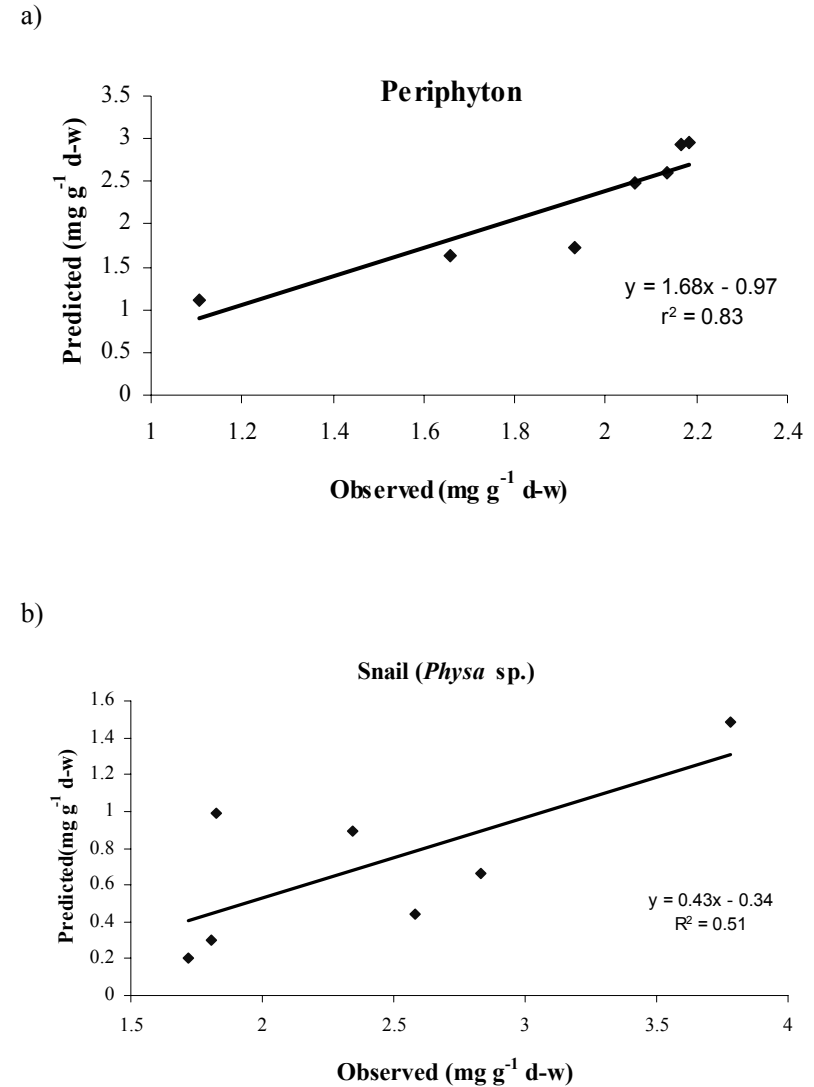 a)
Periphyton
Predicted (mg g⁻¹ d-w)
3.5
3
2.5
2
1.5
1
0.5
0
y = 1.68x - 0.97
r² = 0.83
1 1.2 1.4 1.6 1.8 2 2.2 2.4
Observed (mg g⁻¹ d-w)
b)
Snail (Physa sp.)
Predicted(mg g⁻¹ d-w)
1.6
1.4
1.2
1
0.8
0.6
0.4
0.2
0
y = 0.43x - 0.34
R² = 0.51
1.5 2 2.5 3 3.5 4
Observed (mg g⁻¹ d-w)